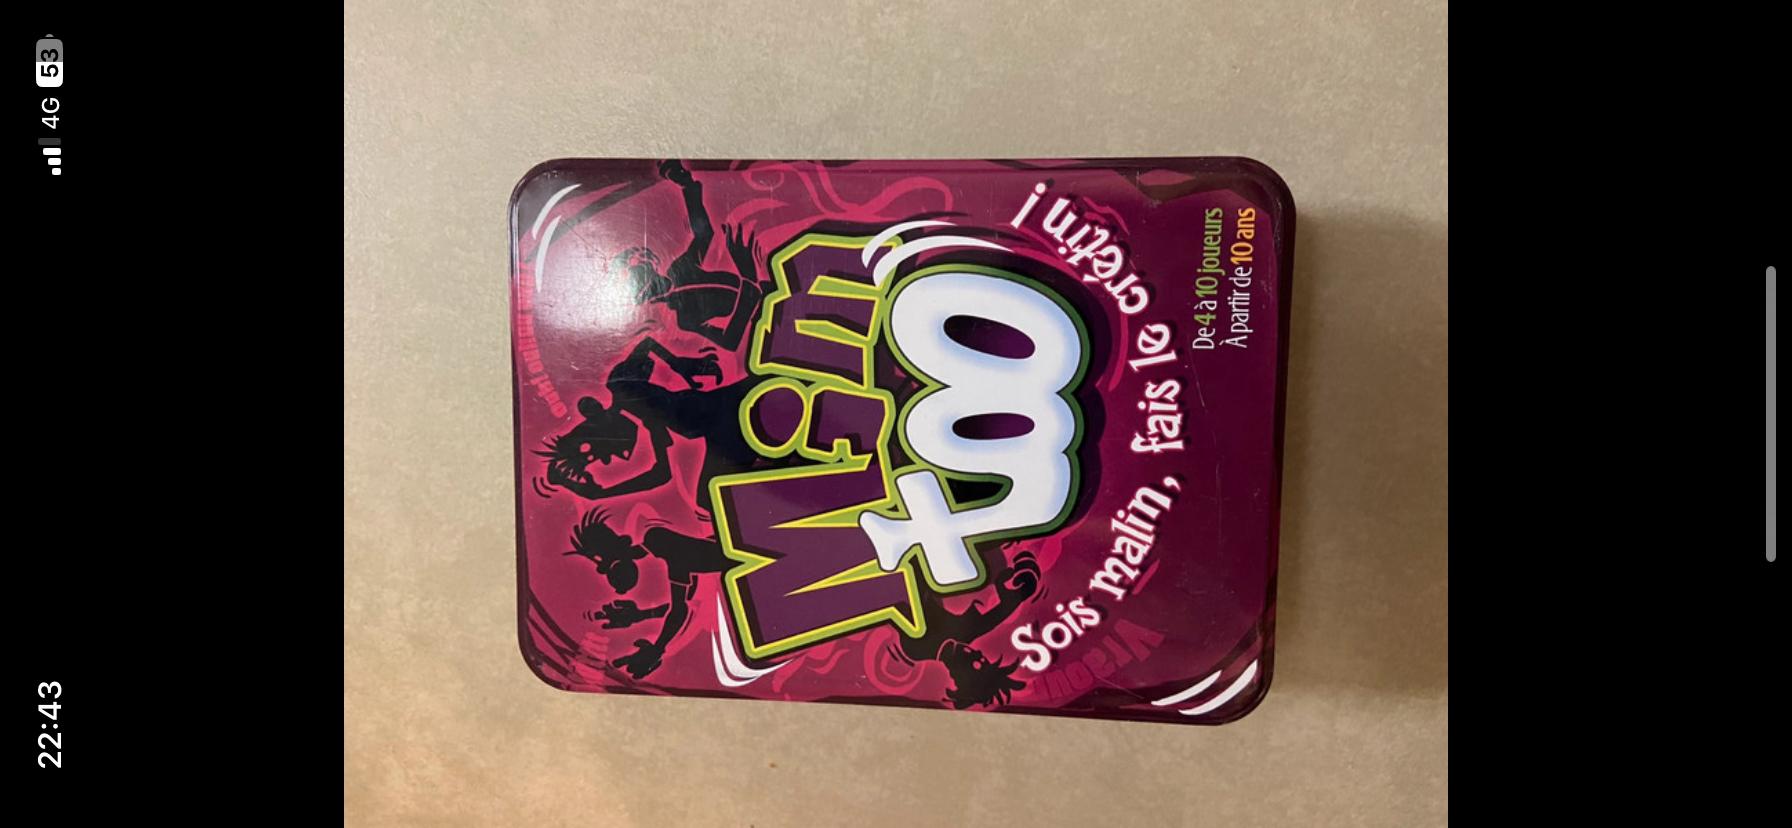 22:43
4G 53
Mim
too
Sois malin, fais le crétin !
De 4 à 10 joueurs
À partir de 10 ans